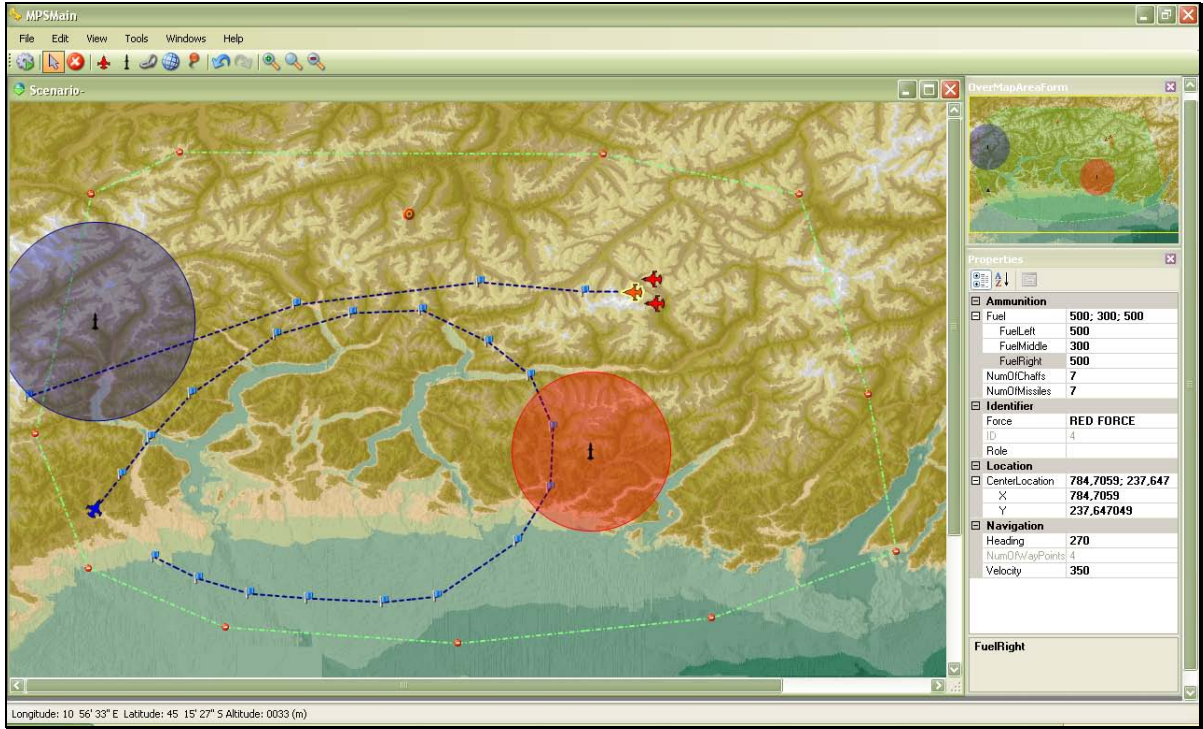 MPSMain
File Edit View Tools Windows Help
Scenario-
OverMapAreaForm
Properties
Ammunition
Fuel 500; 300; 500
FuelLeft 500
FuelMiddle 300
FuelRight 500
NumOfChaffs 7
NumOfMissiles 7
Identifier
Force RED FORCE
ID 4
Role
Location
CenterLocation 784,7059; 237,647
X 784,7059
Y 237,647049
Navigation
Heading 270
NumOfWayPoints 4
Velocity 350
FuelRight
Longitude: 10 56' 33" E Latitude: 45 15' 27" S Altitude: 0033 (m)